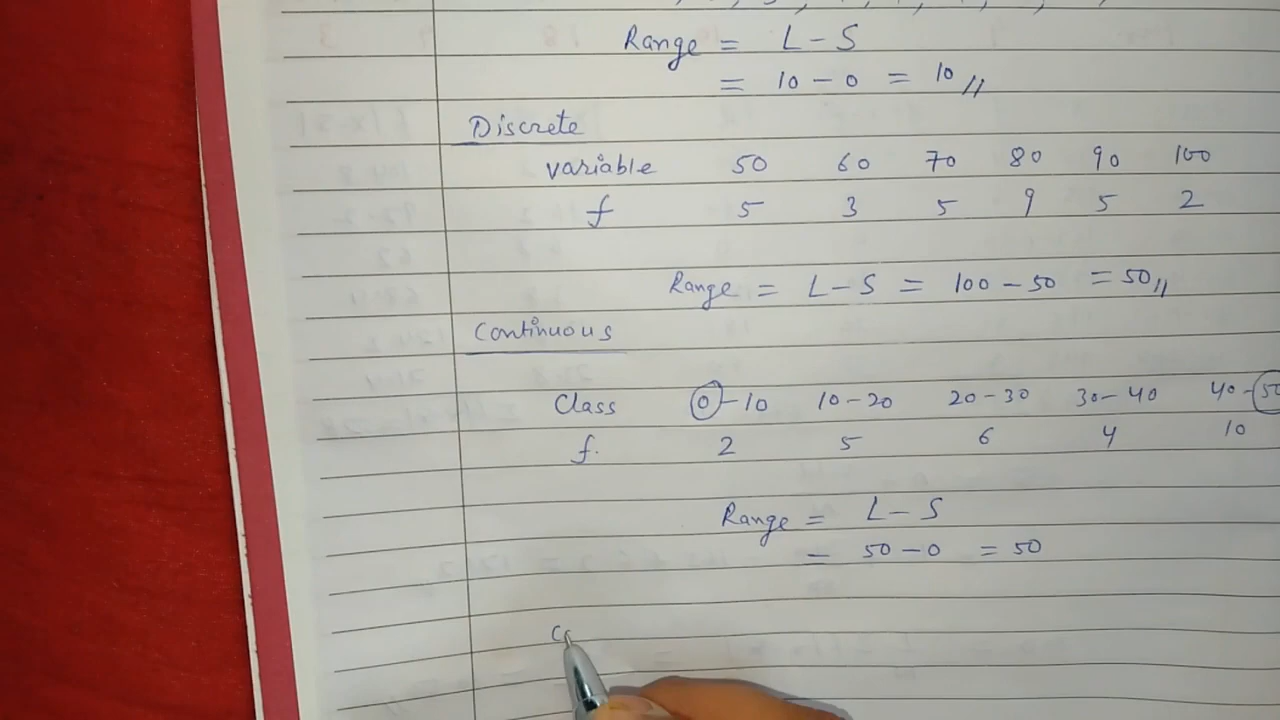 Range = L - S
= 10 - 0 = 10 //
Discrete
variable 50 60 70 80 90 100
f 5 3 5 9 5 2
Range = L - S = 100 - 50 = 50 //
Continuous
Class 0 - 10 10 - 20 20 - 30 30 - 40 40 - 50
f. 2 5 6 4 10
Range = L - S
= 50 - 0 = 50